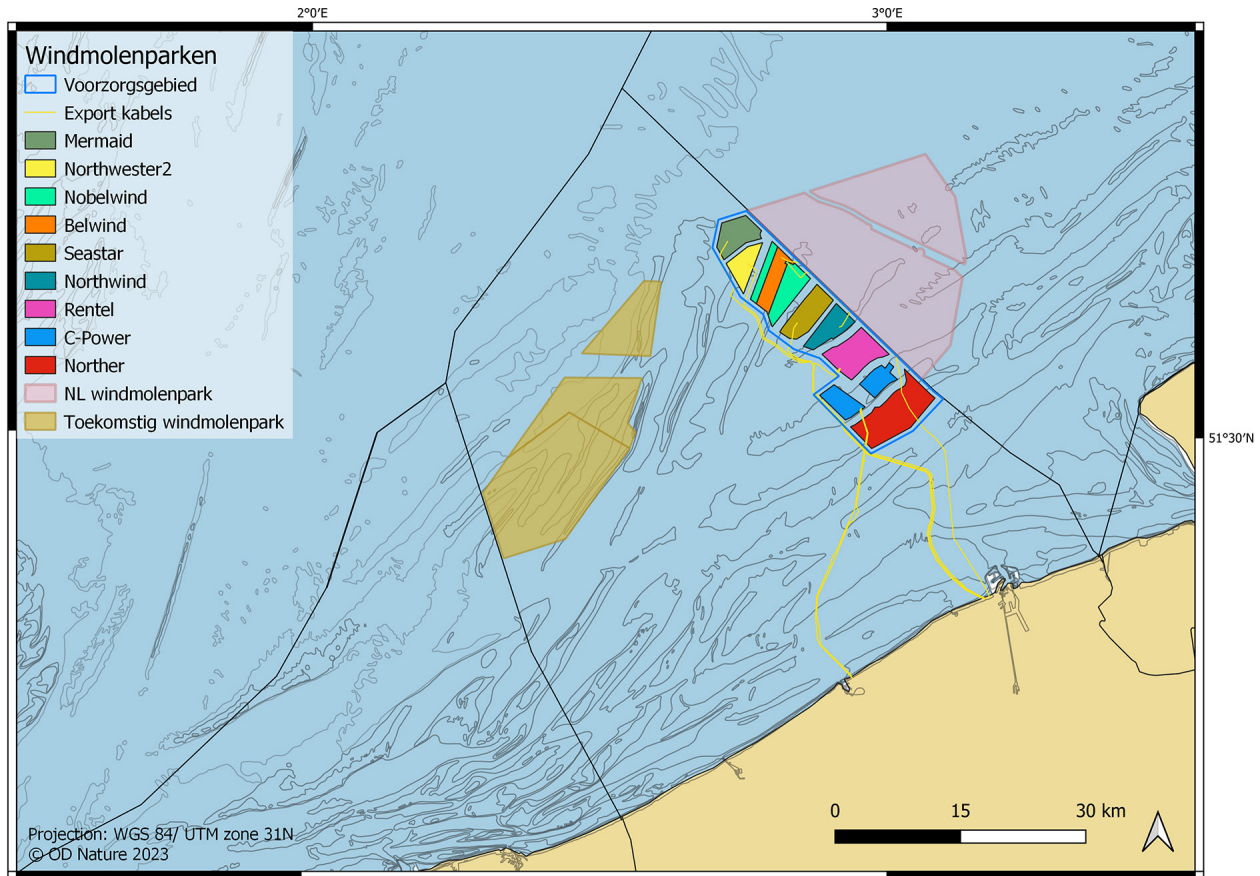 2°0'E
3°0'E
Windmolenparken
Voorzorgsgebied
Export kabels
Mermaid
Northwester2
Nobelwind
Belwind
Seastar
Northwind
Rentel
C-Power
Norther
NL windmolenpark
Toekomstig windmolenpark
51°30'N
0 15 30 km
Projection: WGS 84/ UTM zone 31N
© OD Nature 2023